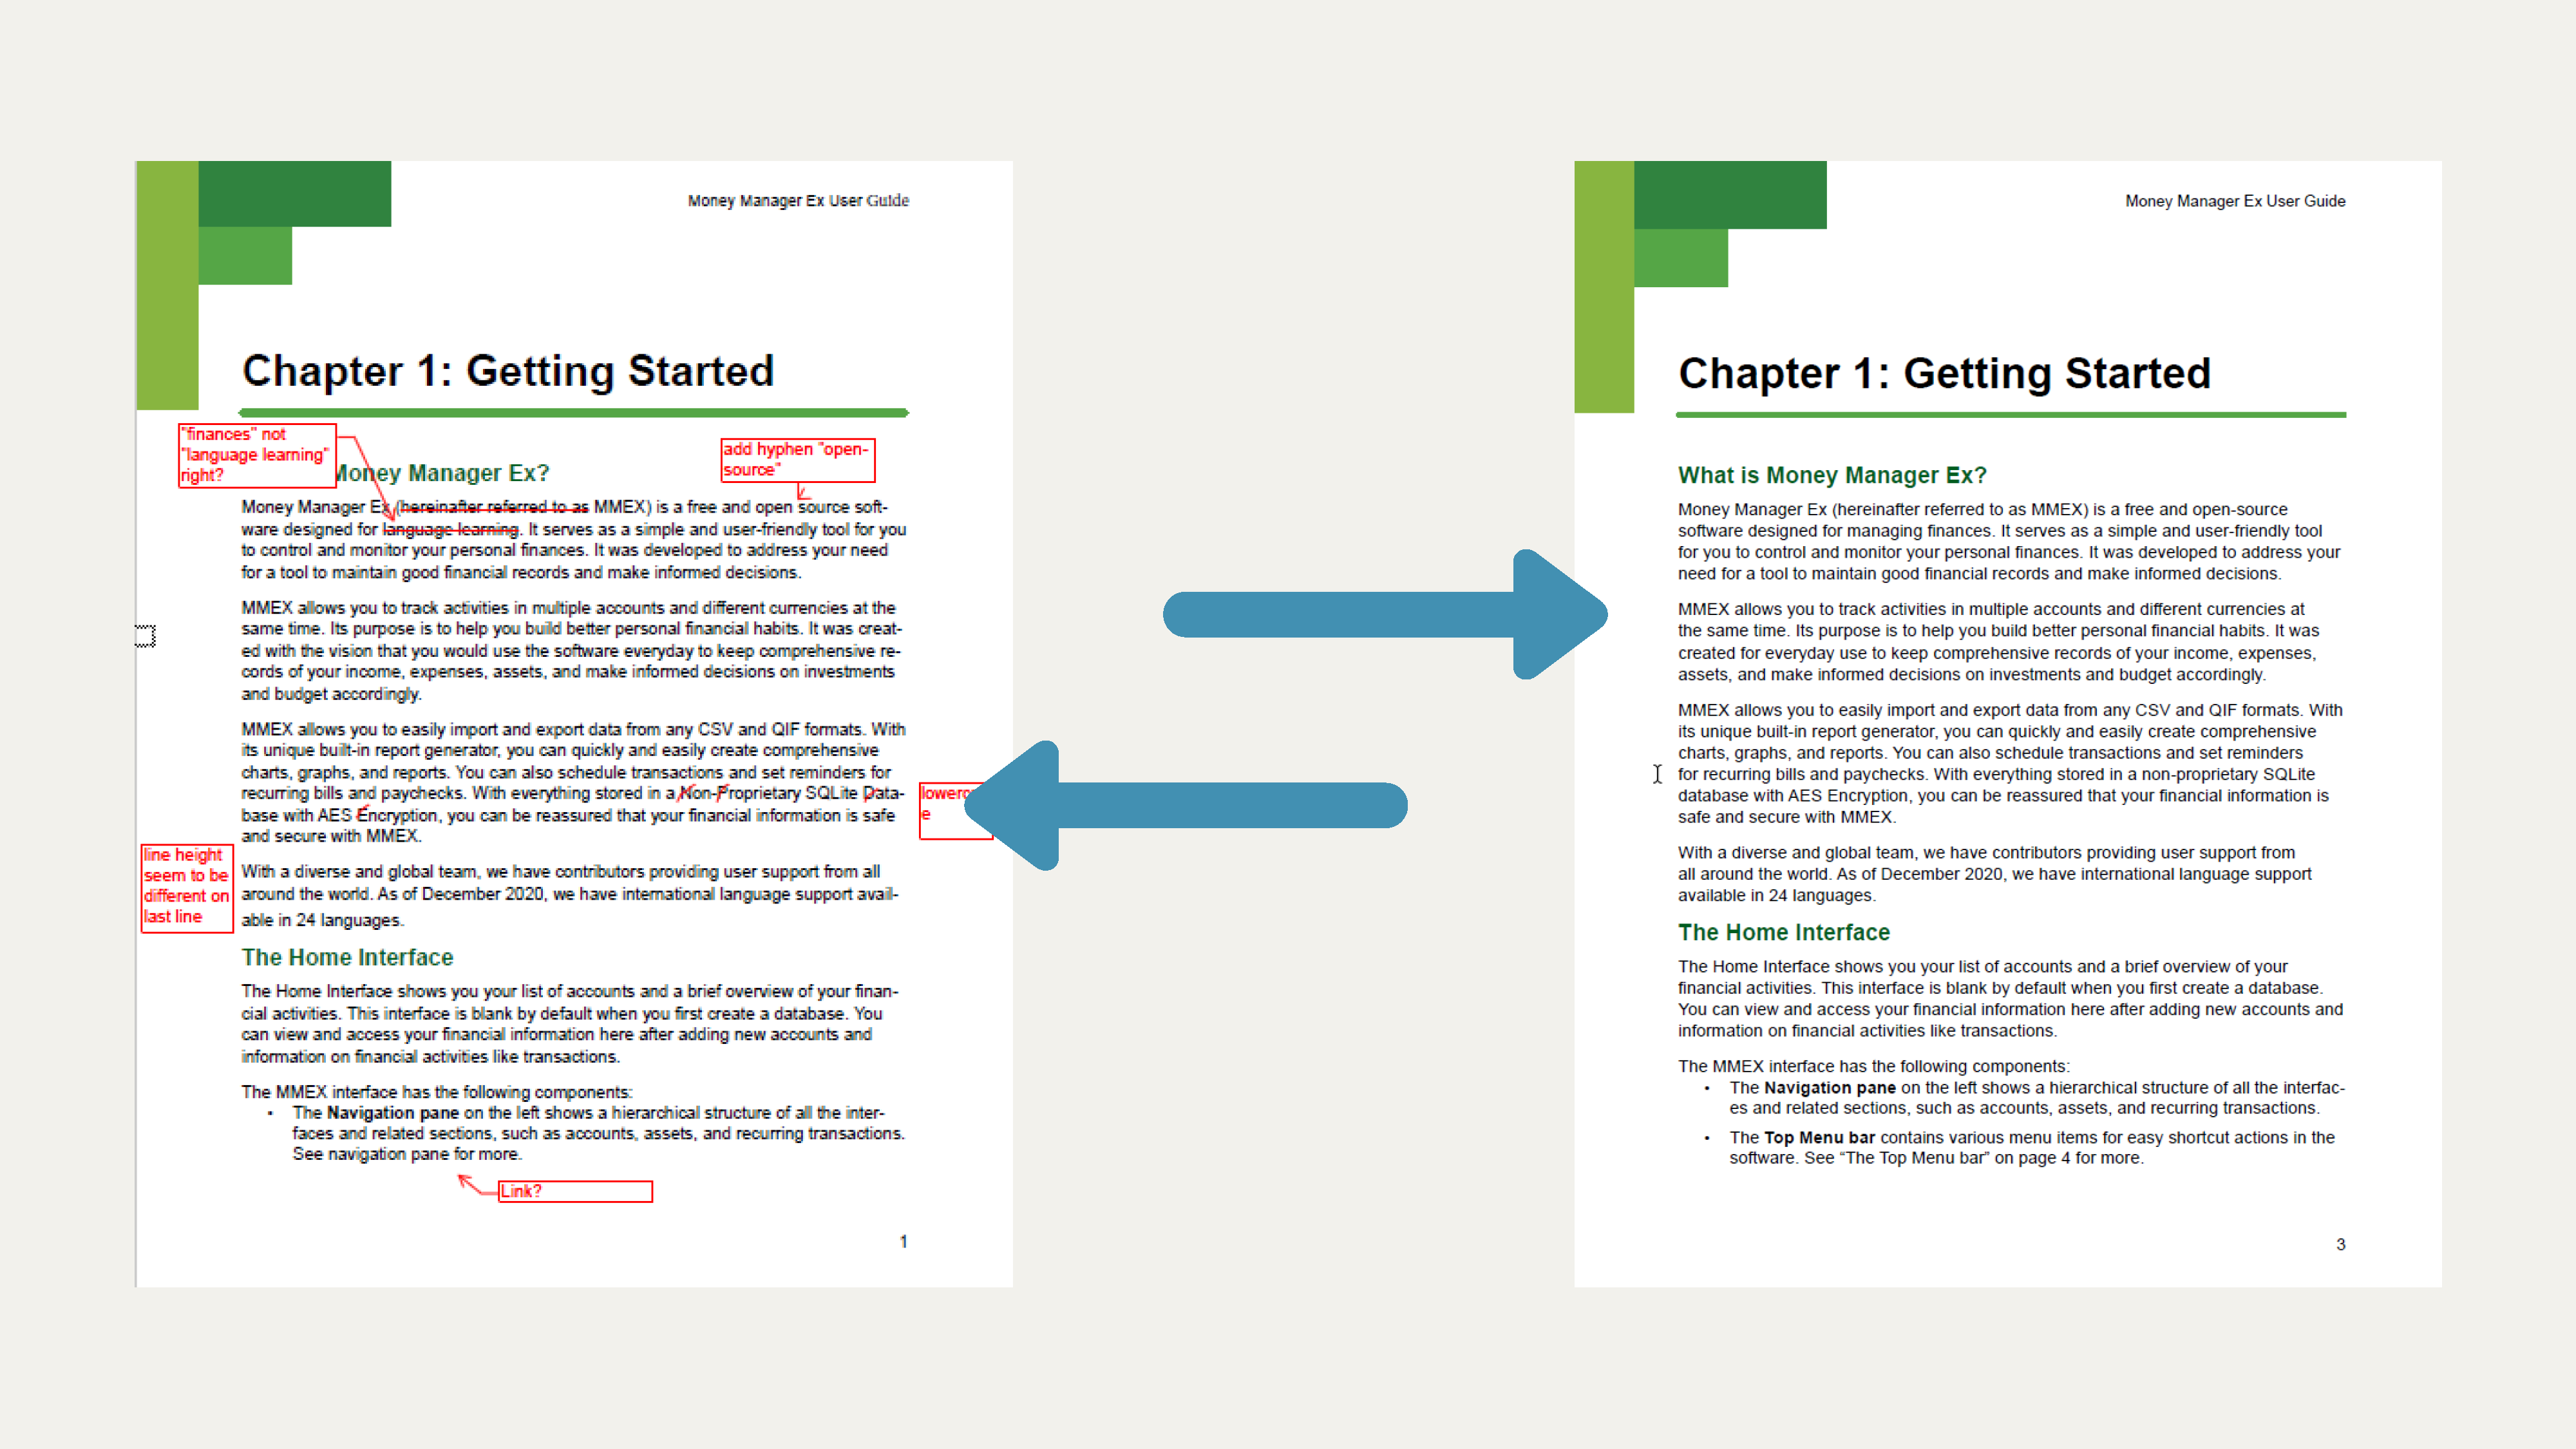 Money Manager Ex User Guide
Chapter 1: Getting Started
"finances" not
"language learning"
right?
add hyphen "open-
source"
Money Manager Ex?
Money Manager Ex (hereinafter referred to as MMEX) is a free and open source soft-
ware designed for language learning. It serves as a simple and user-friendly tool for you
to control and monitor your personal finances. It was developed to address your need
for a tool to maintain good financial records and make informed decisions.
MMEX allows you to track activities in multiple accounts and different currencies at the
same time. Its purpose is to help you build better personal financial habits. It was creat-
ed with the vision that you would use the software everyday to keep comprehensive re-
cords of your income, expenses, assets, and make informed decisions on investments
and budget accordingly.
MMEX allows you to easily import and export data from any CSV and QIF formats. With
its unique built-in report generator, you can quickly and easily create comprehensive
charts, graphs, and reports. You can also schedule transactions and set reminders for
recurring bills and paychecks. With everything stored in a Non-Proprietary SQLite Data-
base with AES Encryption, you can be reassured that your financial information is safe
and secure with MMEX.
line height
seem to be
different on
last line
With a diverse and global team, we have contributors providing user support from all
around the world. As of December 2020, we have international language support avail-
able in 24 languages.
The Home Interface
The Home Interface shows you your list of accounts and a brief overview of your finan-
cial activities. This interface is blank by default when you first create a database. You
can view and access your financial information here after adding new accounts and
information on financial activities like transactions.
The MMEX interface has the following components:
• The Navigation pane on the left shows a hierarchical structure of all the inter-
faces and related sections, such as accounts, assets, and recurring transactions.
See navigation pane for more.
Link?
1
Money Manager Ex User Guide
Chapter 1: Getting Started
What is Money Manager Ex?
Money Manager Ex (hereinafter referred to as MMEX) is a free and open-source
software designed for managing finances. It serves as a simple and user-friendly tool
for you to control and monitor your personal finances. It was developed to address your
need for a tool to maintain good financial records and make informed decisions.
MMEX allows you to track activities in multiple accounts and different currencies at
the same time. Its purpose is to help you build better personal financial habits. It was
created for everyday use to keep comprehensive records of your income, expenses,
assets, and make informed decisions on investments and budget accordingly.
MMEX allows you to easily import and export data from any CSV and QIF formats. With
its unique built-in report generator, you can quickly and easily create comprehensive
charts, graphs, and reports. You can also schedule transactions and set reminders
for recurring bills and paychecks. With everything stored in a non-proprietary SQLite
database with AES Encryption, you can be reassured that your financial information is
safe and secure with MMEX.
With a diverse and global team, we have contributors providing user support from
all around the world. As of December 2020, we have international language support
available in 24 languages.
The Home Interface
The Home Interface shows you your list of accounts and a brief overview of your
financial activities. This interface is blank by default when you first create a database.
You can view and access your financial information here after adding new accounts and
information on financial activities like transactions.
The MMEX interface has the following components:
• The Navigation pane on the left shows a hierarchical structure of all the interfac-
es and related sections, such as accounts, assets, and recurring transactions.
• The Top Menu bar contains various menu items for easy shortcut actions in the
software. See “The Top Menu bar” on page 4 for more.
3